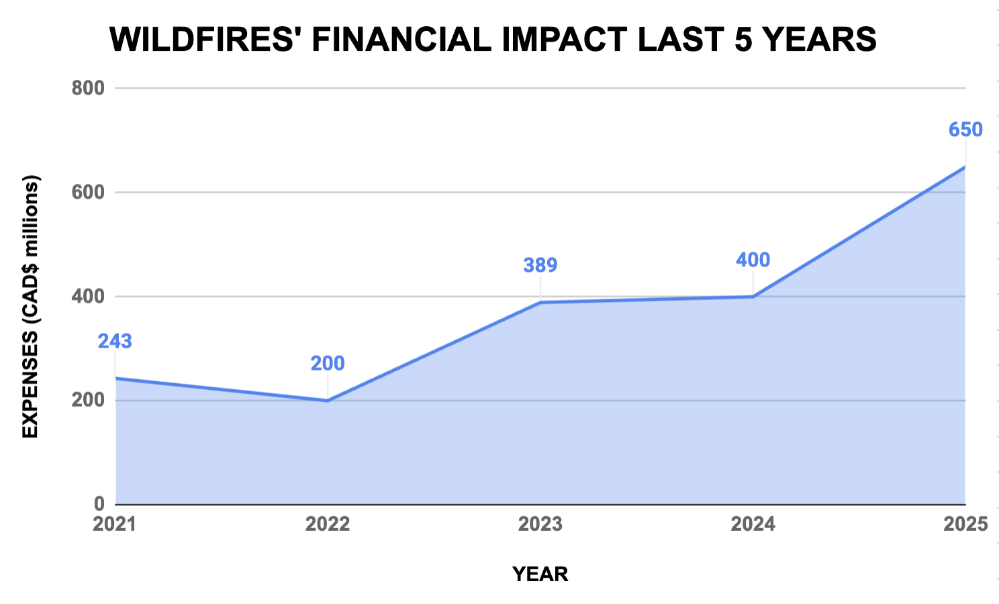 WILDFIRES' FINANCIAL IMPACT LAST 5 YEARS
800
600
400
200
0
EXPENSES (CAD$ millions)
243
200
389
400
650
2021 2022 2023 2024 2025
YEAR